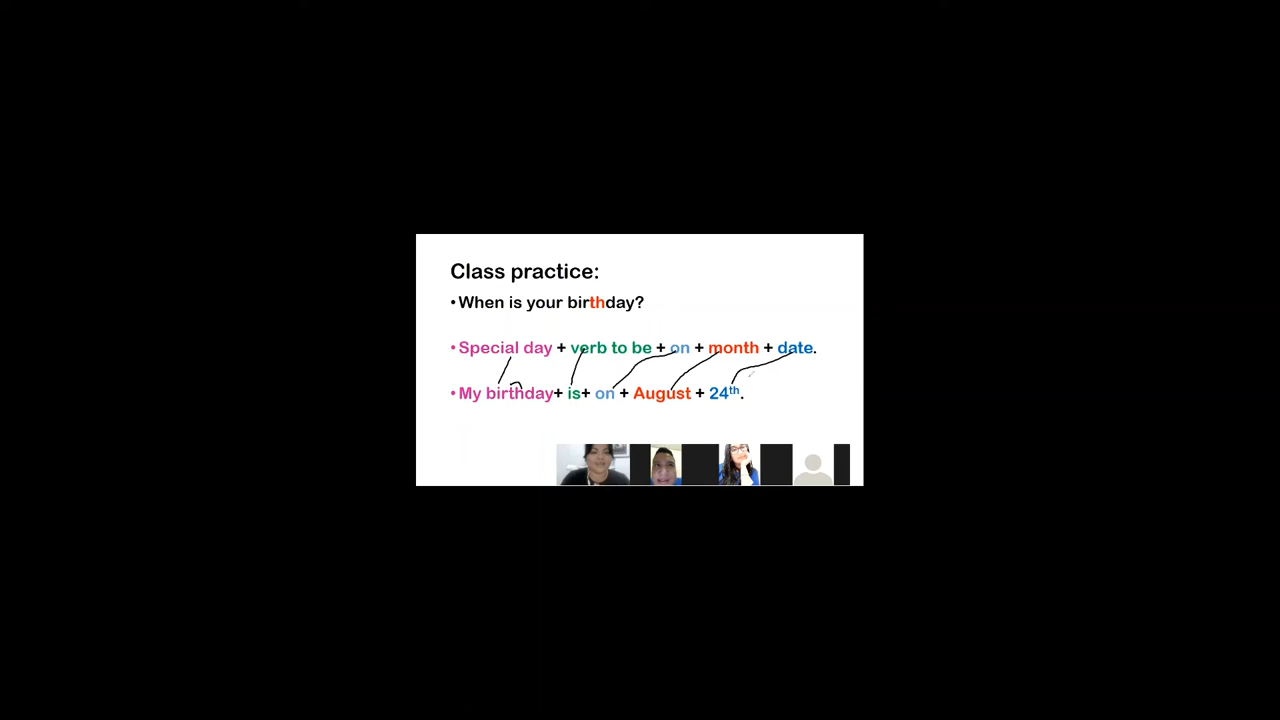 Class practice:
•When is your birthday?
•Special day + verb to be + on + month + date.
•My birthday+ is+ on + August + 24th.